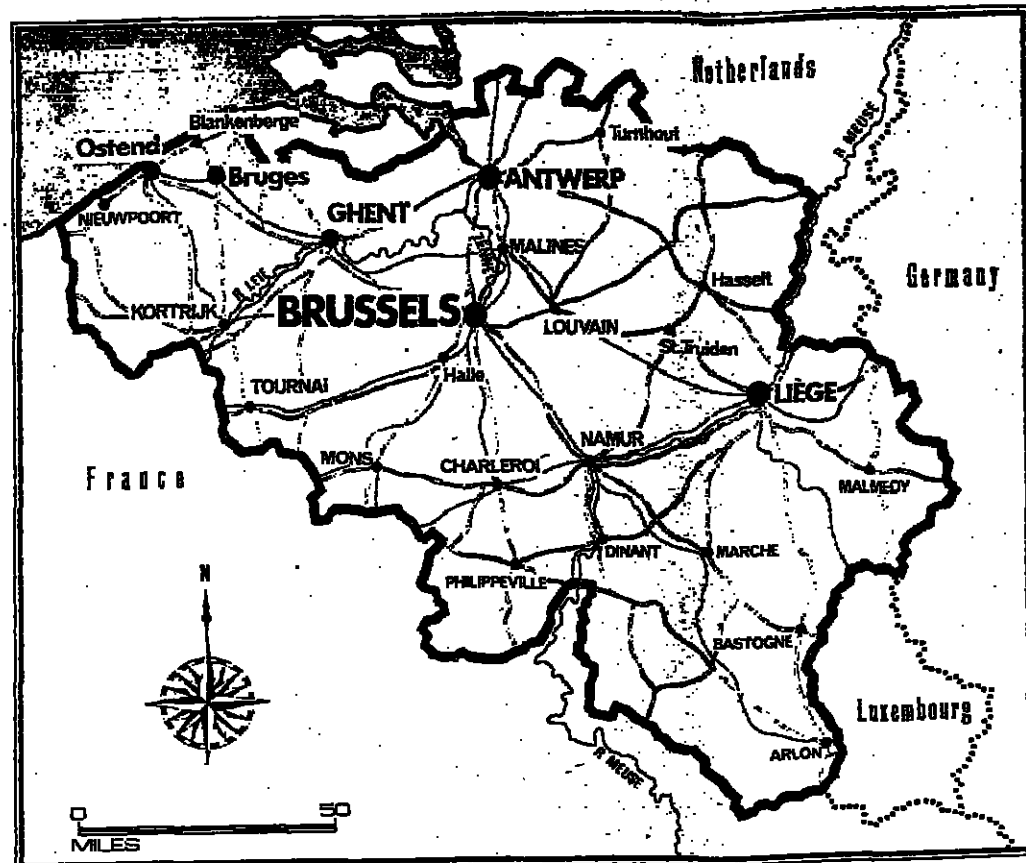 Netherlands
R MEUSE
Blankenberge
Turnhout
Ostend
Bruges
ANTWERP
NIEUWPOORT
GHENT
MALINES
Germany
Hasselt
R LEIE
KORTRIJK
BRUSSELS
LOUVAIN
St. Truiden
Halle
TOURNAI
LIÈGE
NAMUR
MONS
CHARLEROI
France
MALMEDY
DINANT
MARCHE
N
PHILIPPEVILLE
BASTOGNE
Luxembourg
ARLON
R MEUSE
0 50
MILES